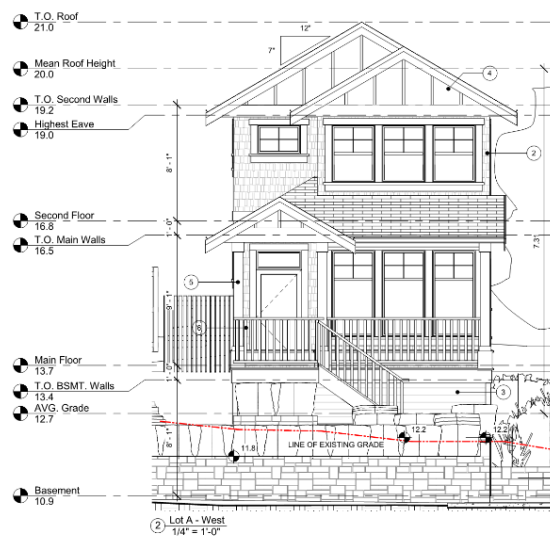 T.O. Roof
21.0
12"
7"
Mean Roof Height
20.0
4
T.O. Second Walls
19.2
Highest Eave
19.0
2
8' - 1"
Second Floor
16.8
1' - 0"
T.O. Main Walls
16.5
7.3'
5
9' - 1"
6
Main Floor
13.7
1' - 0"
T.O. BSMT. Walls
13.4
3
AVG. Grade
12.7
12.2
12.2
8' - 1"
LINE OF EXISTING GRADE
11.8
Basement
10.9
2
Lot A - West
1/4" = 1'-0"